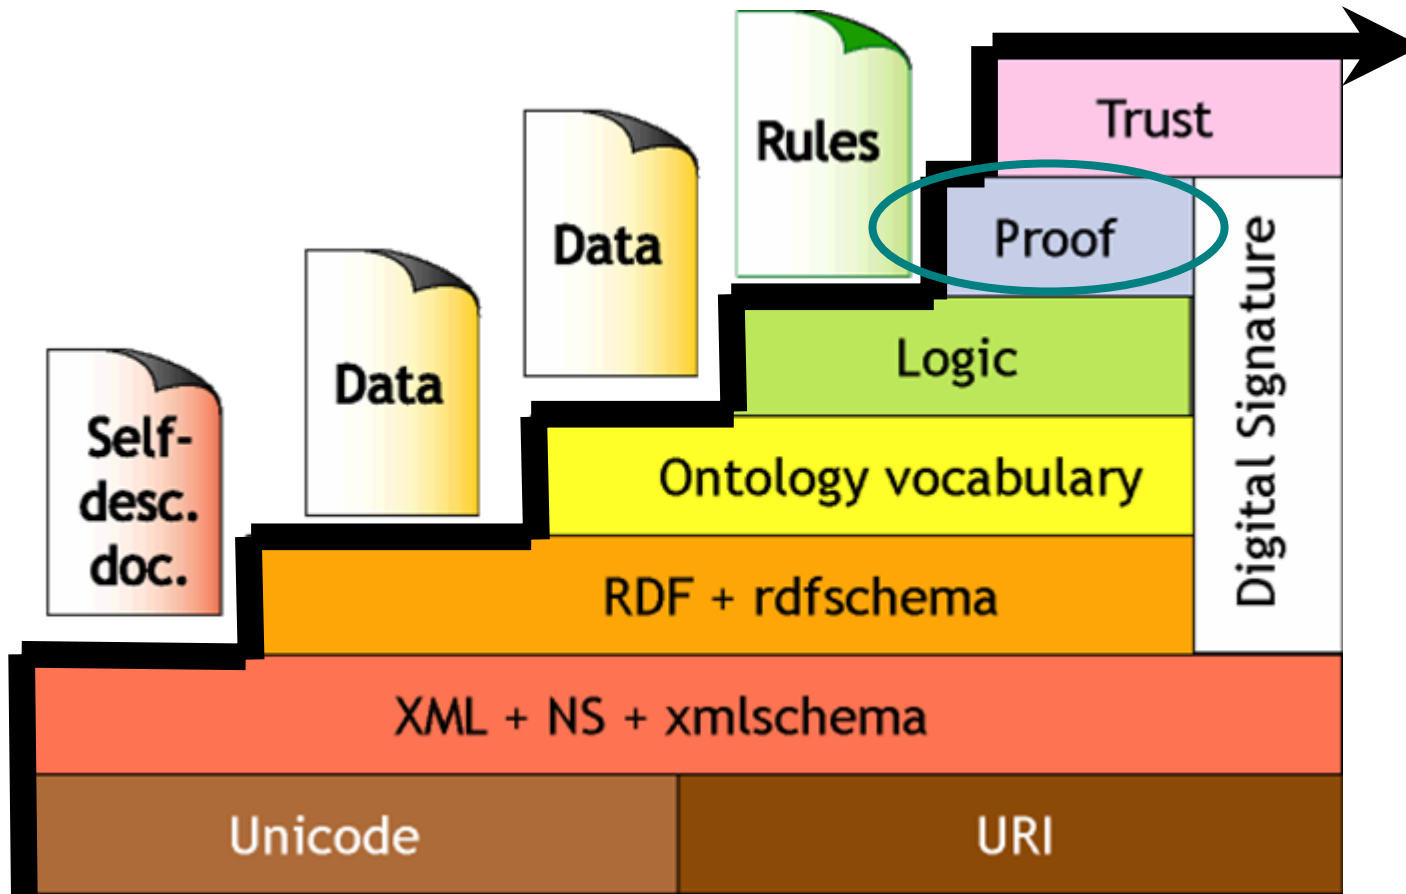 Rules
Trust
Data
Proof
Data
Logic
Self-
desc.
doc.
Ontology vocabulary
Digital Signature
RDF + rdfschema
XML + NS + xmlschema
Unicode
URI